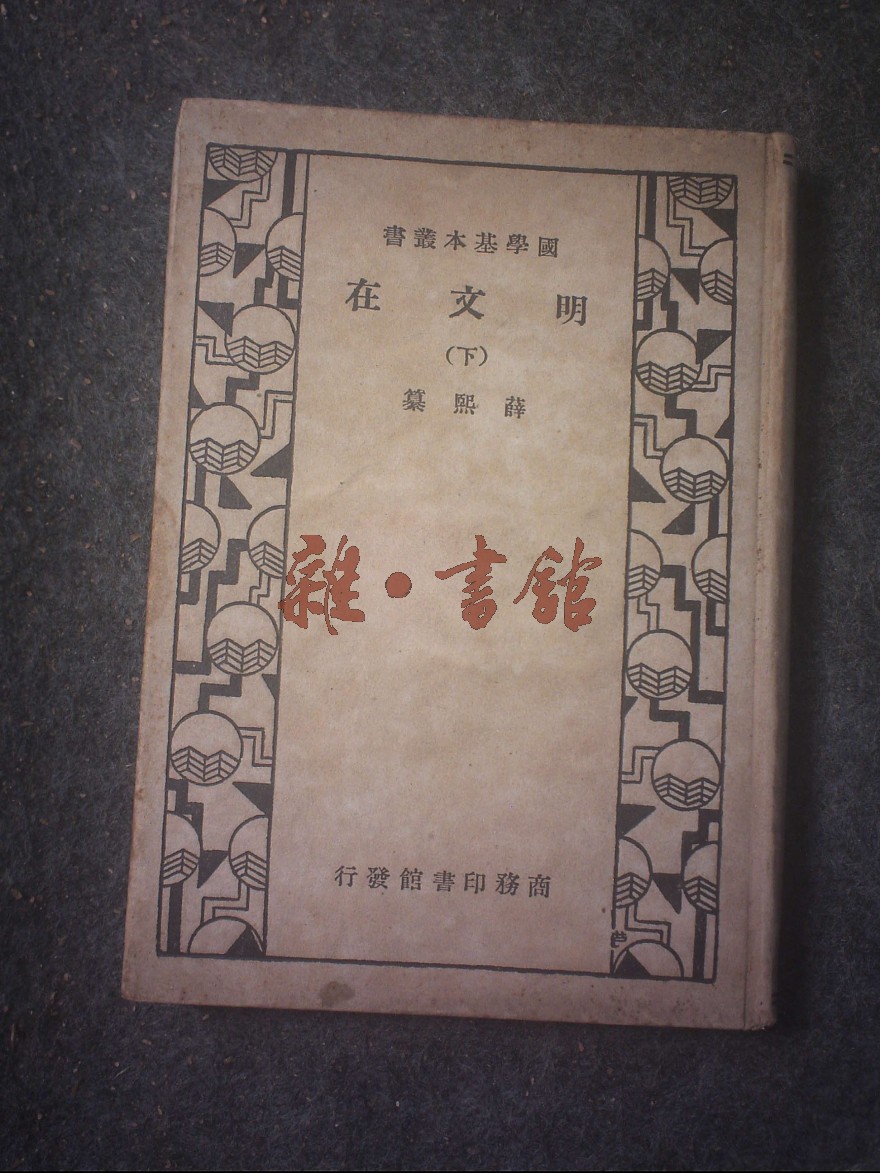 國學基本叢書
明文在
（下）
薛熙纂
雜·書館
商務印書館發行